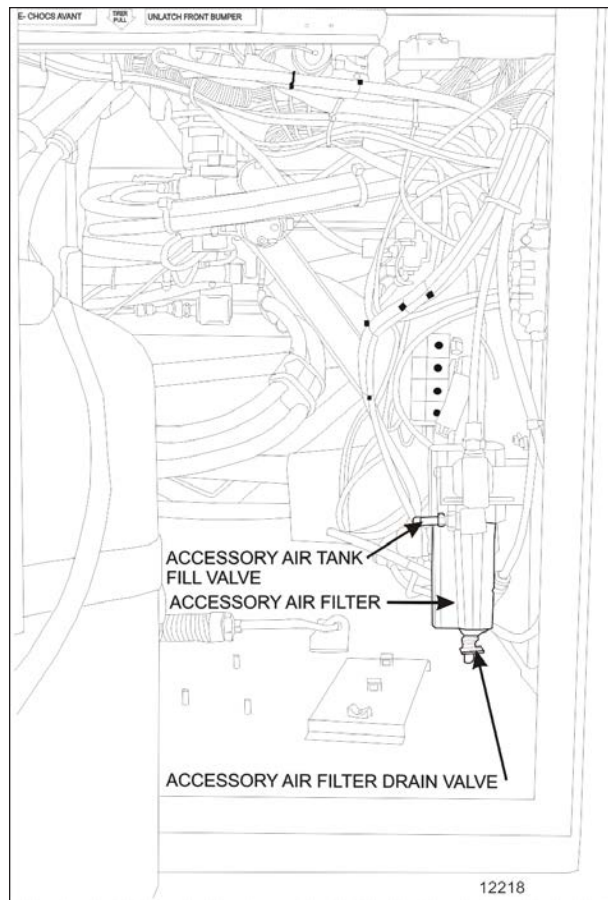 E- CHOCS AVANT
TIRER
PULL
UNLATCH FRONT BUMPER
ACCESSORY AIR TANK
FILL VALVE
ACCESSORY AIR FILTER
ACCESSORY AIR FILTER DRAIN VALVE
12218